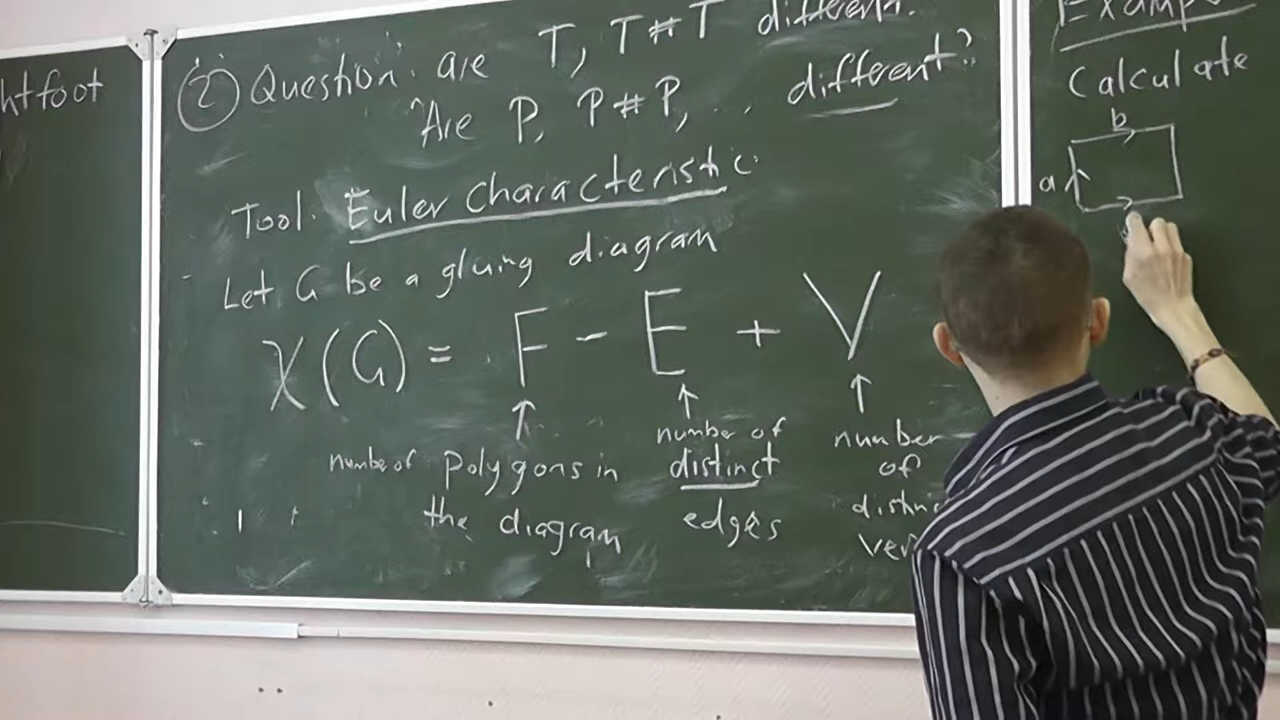 htfoot
② Question: are T, T#T different.
Are P, P#P, ... different?
Tool: Euler Characteristic:
Let G be a gluing diagram
χ(G) = F - E + V
↑ ↑ ↑
number of polygons in the diagram
number of distinct edges
number of
Calculate
b
a